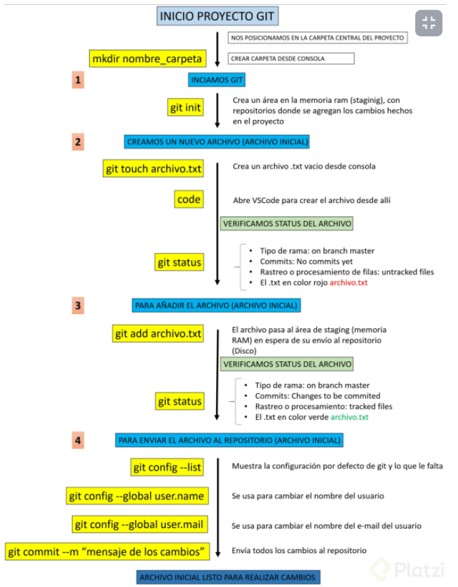 INICIO PROYECTO GIT
NOS POSICIONAMOS EN LA CARPETA CENTRAL DEL PROYECTO
mkdir nombre_carpeta
CREAR CARPETA DESDE CONSOLA
1
INCIAMOS GIT
git init
Crea un área en la memoria ram (staginig), con
repositorios donde se agregan los cambios hechos
en el proyecto
2
CREAMOS UN NUEVO ARCHIVO (ARCHIVO INICIAL)
git touch archivo.txt
Crea un archivo .txt vacio desde consola
code
Abre VSCode para crear el archivo desde alli
VERIFICAMOS STATUS DEL ARCHIVO
git status
• Tipo de rama: on branch master
• Commits: No commits yet
• Rastreo o procesamiento de filas: untracked files
• El .txt en color rojo archivo.txt
3
PARA AÑADIR EL ARCHIVO (ARCHIVO INICIAL)
git add archivo.txt
El archivo pasa al área de staging (memoria
RAM) en espera de su envío al repositorio
(Disco)
VERIFICAMOS STATUS DEL ARCHIVO
git status
• Tipo de rama: on branch master
• Commits: Changes to be commited
• Rastreo o procesamiento: tracked files
• El .txt en color verde archivo.txt
4
PARA ENVIAR EL ARCHIVO AL REPOSITORIO (ARCHIVO INICIAL)
git config --list
Muestra la configuración por defecto de git y lo que le falta
git config --global user.name
Se usa para cambiar el nombre del usuario
git config --global user.mail
Se usa para cambiar el nombre del e-mail del usuario
git commit --m "mensaje de los cambios"
Envía todos los cambios al repositorio
ARCHIVO INICIAL LISTO PARA REALIZAR CAMBIOS
Platzi